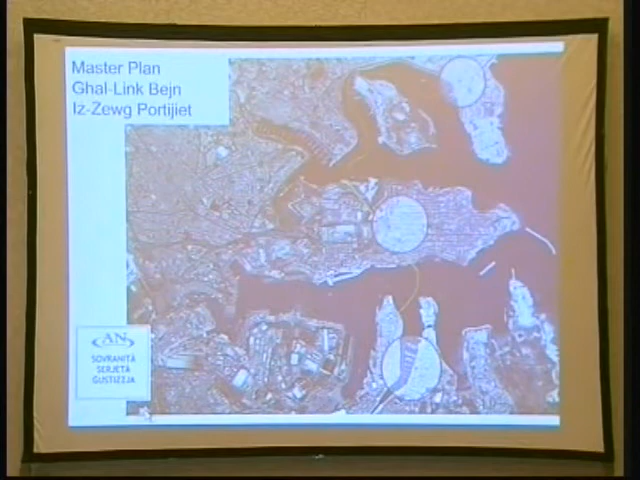 Master Plan
Ghal-Link Bejn
Iz-Zewg Portijiet
AN
SOVRANITÀ
SERJETÀ
GUSTIZZJA